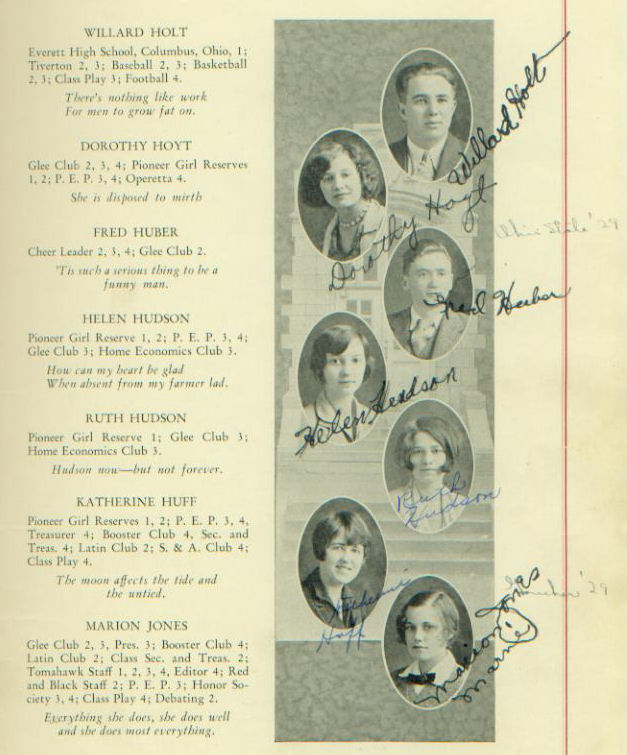 WILLARD HOLT
Everett High School, Columbus, Ohio, 1;
Tiverton 2, 3; Baseball 2, 3; Basketball
2, 3; Class Play 3; Football 4.
There's nothing like work
For men to grow fat on.
DOROTHY HOYT
Glee Club 2, 3, 4; Pioneer Girl Reserves
1, 2; P. E. P. 3, 4; Operetta 4.
She is disposed to mirth
FRED HUBER
Cheer Leader 2, 3, 4; Glee Club 2.
'Tis such a serious thing to be a
funny man.
HELEN HUDSON
Pioneer Girl Reserve 1, 2; P. E. P. 3, 4;
Glee Club 3; Home Economics Club 3.
How can my heart be glad
When absent from my farmer lad.
RUTH HUDSON
Pioneer Girl Reserve 1; Glee Club 3;
Home Economics Club 3.
Hudson now—but not forever.
KATHERINE HUFF
Pioneer Girl Reserves 1, 2; P. E. P. 3, 4,
Treasurer 4; Booster Club 4, Sec. and
Treas. 4; Latin Club 2; S. & A. Club 4;
Class Play 4.
The moon affects the tide and
the untied.
MARION JONES
Glee Club 2, 3, Pres. 3; Booster Club 4;
Latin Club 2; Class Sec. and Treas. 2;
Tomahawk Staff 1, 2, 3, 4, Editor 4; Red
and Black Staff 2; P. E. P. 3; Honor So-
ciety 3, 4; Class Play 4; Debating 2.
Everything she does, she does well
and she does most everything.
Willard Holt
Dorothy Hoyt
Ohio State '29
Fred Huber
Helen Hudson
Ruth
Hudson
Katherine
Huff
Marion Jones
"Marnie"
'29